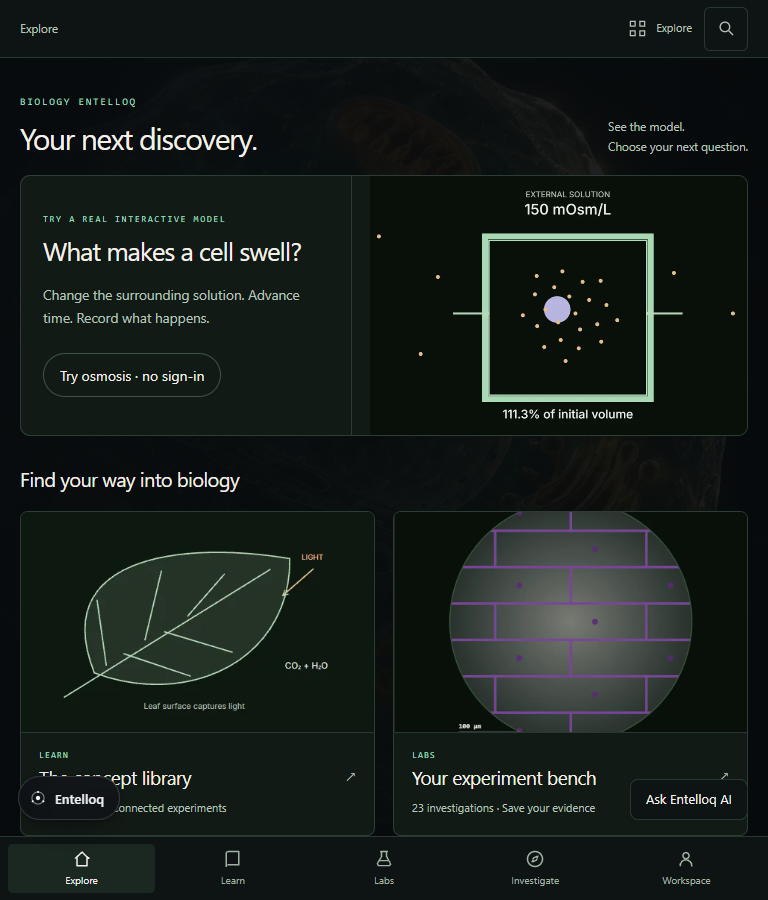 Explore
Explore
BIOLOGY ENTELLOQ
Your next discovery.
See the model.
Choose your next question.
TRY A REAL INTERACTIVE MODEL
What makes a cell swell?
Change the surrounding solution. Advance
time. Record what happens.
Try osmosis · no sign-in
EXTERNAL SOLUTION
150 mOsm/L
111.3% of initial volume
Find your way into biology
LIGHT
CO₂ + H₂O
Leaf surface captures light
100 µm
LEARN
The concept library
↗
connected experiments
LABS
Your experiment bench
↗
23 investigations · Save your evidence
Entelloq
Ask Entelloq AI
Explore
Learn
Labs
Investigate
Workspace